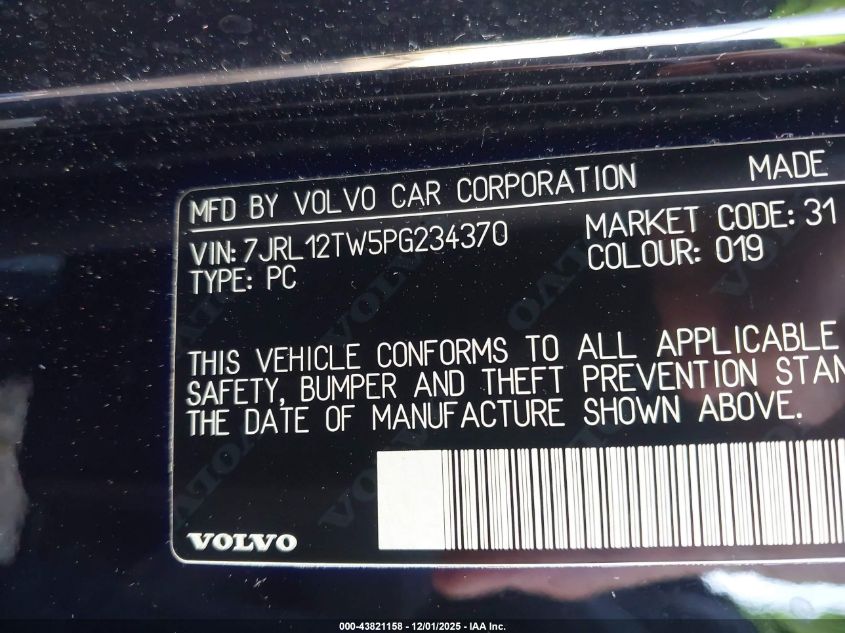 MFD BY VOLVO CAR CORPORATION MADE
VIN: 7JRL12TW5PG234370 MARKET CODE: 31
TYPE: PC COLOUR: 019
THIS VEHICLE CONFORMS TO ALL APPLICABLE
SAFETY, BUMPER AND THEFT PREVENTION STAN
THE DATE OF MANUFACTURE SHOWN ABOVE.
VOLVO
000-43821158 - 12/01/2025 - IAA Inc.